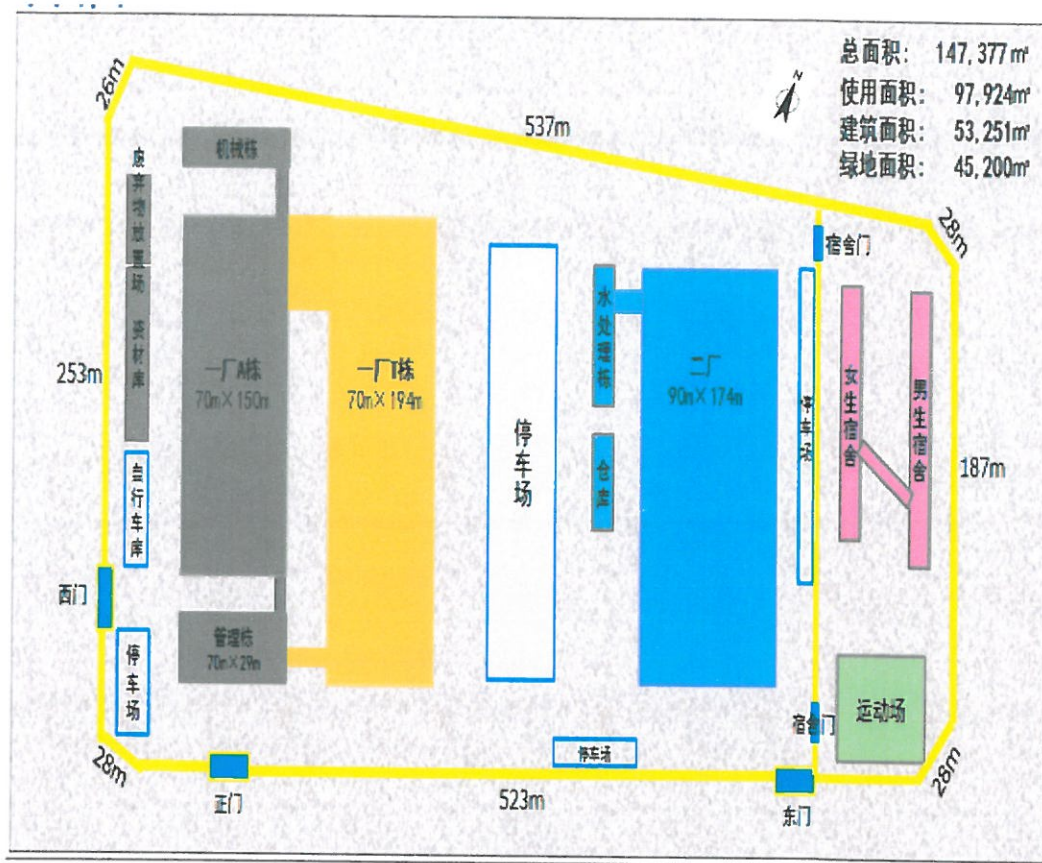 总面积: 147,377㎡
使用面积: 97,924㎡
建筑面积: 53,251㎡
绿地面积: 45,200㎡
N
26m
537m
28m
机械栋
废弃物放置场
资材库
宿舍门
水处理栋
253m
一厂A栋
70m×150m
一厂T栋
70m×194m
停车场
二厂
90m×174m
停车场
女生宿舍
男生宿舍
187m
仓库
自行车库
西门
管理栋
70m×29m
停车场
运动场
宿舍门
停车场
28m
正门
523m
东门
28m